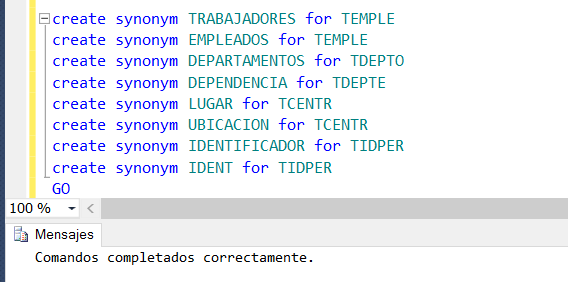 create synonym TRABAJADORES for TEMPLE
create synonym EMPLEADOS for TEMPLE
create synonym DEPARTAMENTOS for TDEPTO
create synonym DEPENDENCIA for TDEPTE
create synonym LUGAR for TCENTR
create synonym UBICACION for TCENTR
create synonym IDENTIFICADOR for TIDPER
create synonym IDENT for TIDPER
GO
100 %
Mensajes
Comandos completados correctamente.